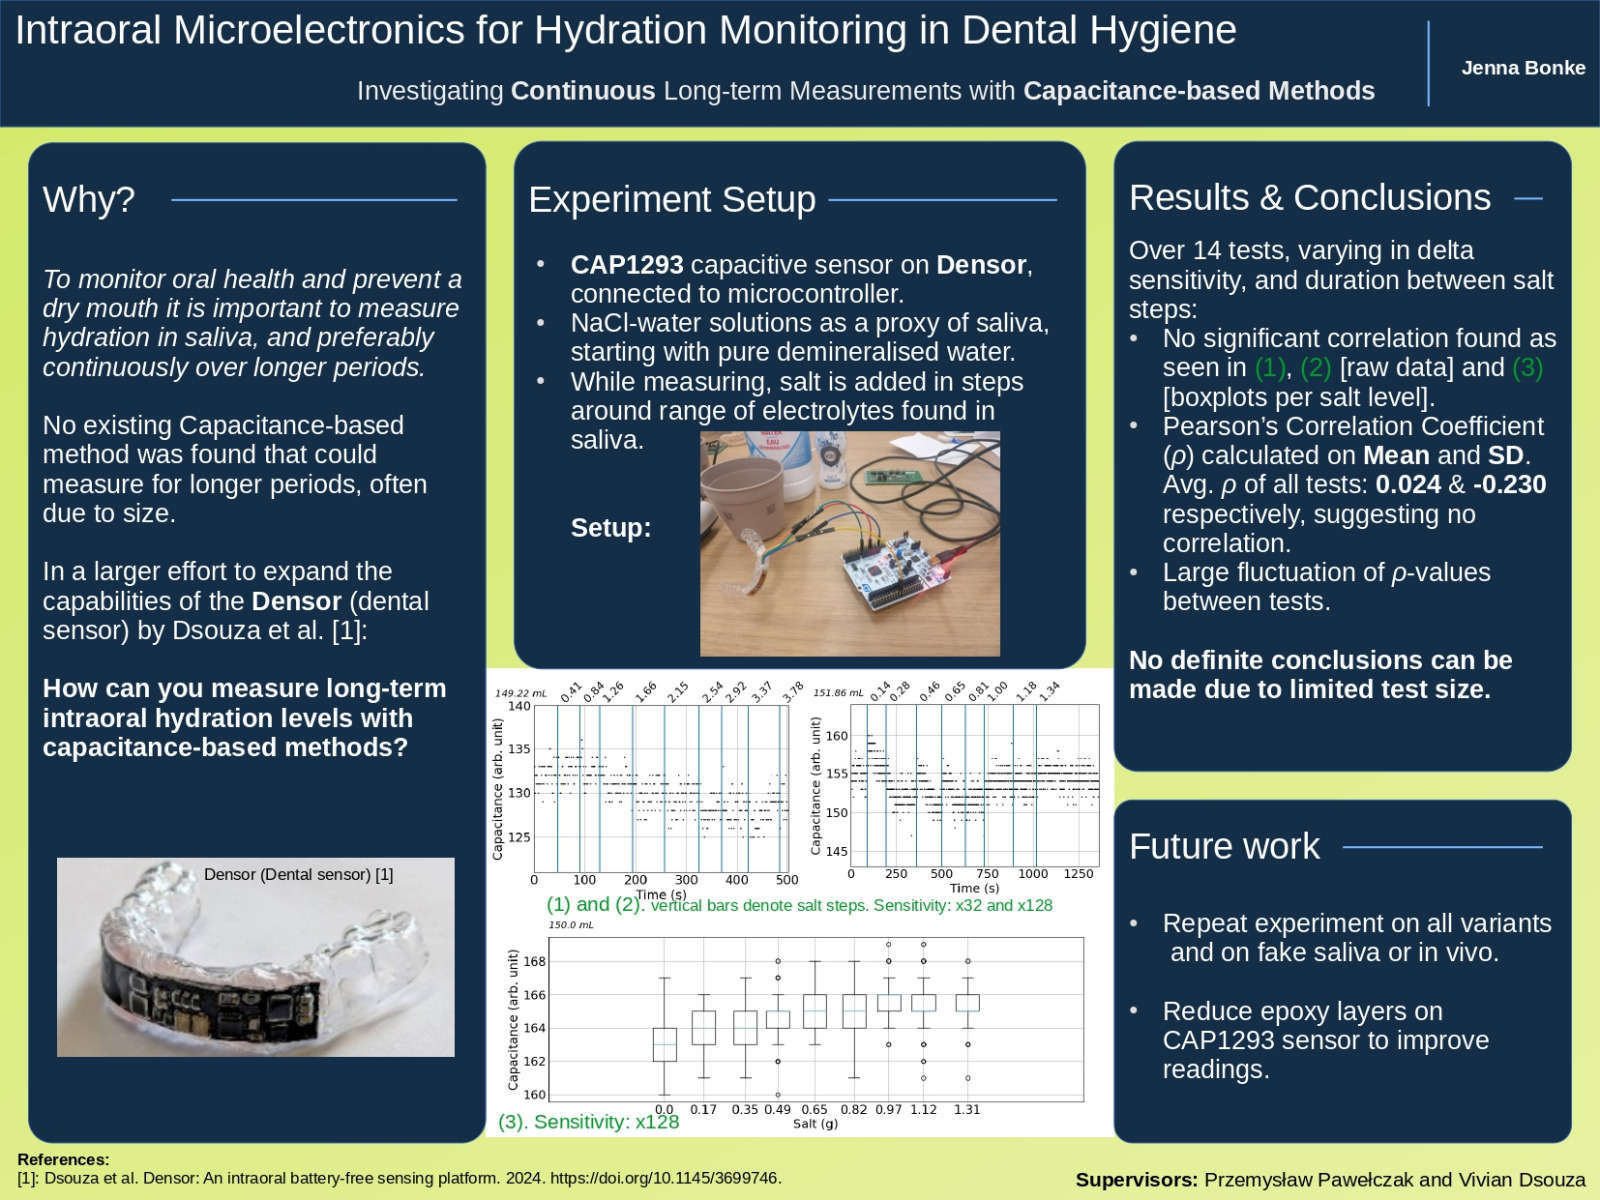 Intraoral Microelectronics for Hydration Monitoring in Dental Hygiene
Investigating Continuous Long-term Measurements with Capacitance-based Methods
Jenna Bonke
Why?
To monitor oral health and prevent a
dry mouth it is important to measure
hydration in saliva, and preferably
continuously over longer periods.
No existing Capacitance-based
method was found that could
measure for longer periods, often
due to size.
In a larger effort to expand the
capabilities of the Densor (dental
sensor) by Dsouza et al. [1]:
How can you measure long-term
intraoral hydration levels with
capacitance-based methods?
Densor (Dental sensor) [1]
Experiment Setup
• CAP1293 capacitive sensor on Densor,
connected to microcontroller.
• NaCl-water solutions as a proxy of saliva,
starting with pure demineralised water.
• While measuring, salt is added in steps
around range of electrolytes found in
saliva.
Setup:
WATER
EAU
149.22 mL 0.41 0.84 1.26 1.66 2.15 2.54 2.92 3.37 3.78
Capacitance (arb. unit)
140
135
130
125
0 100 200 300 400 500
Time (s)
151.86 mL 0.14 0.28 0.46 0.65 0.81 1.00 1.18 1.34
Capacitance (arb. unit)
160
155
150
145
0 250 500 750 1000 1250
Time (s)
(1) and (2). vertical bars denote salt steps. Sensitivity: x32 and x128
150.0 mL
Capacitance (arb. unit)
168
166
164
162
160
0.0 0.17 0.35 0.49 0.65 0.82 0.97 1.12 1.31
Salt (g)
(3). Sensitivity: x128
Results & Conclusions
Over 14 tests, varying in delta
sensitivity, and duration between salt
steps:
• No significant correlation found as
seen in (1), (2) [raw data] and (3)
[boxplots per salt level].
• Pearson's Correlation Coefficient
(ρ) calculated on Mean and SD.
Avg. ρ of all tests: 0.024 & -0.230
respectively, suggesting no
correlation.
• Large fluctuation of ρ-values
between tests.
No definite conclusions can be
made due to limited test size.
Future work
• Repeat experiment on all variants
and on fake saliva or in vivo.
• Reduce epoxy layers on
CAP1293 sensor to improve
readings.
References:
[1]: Dsouza et al. Densor: An intraoral battery-free sensing platform. 2024. https://doi.org/10.1145/3699746.
Supervisors: Przemysław Pawełczak and Vivian Dsouza